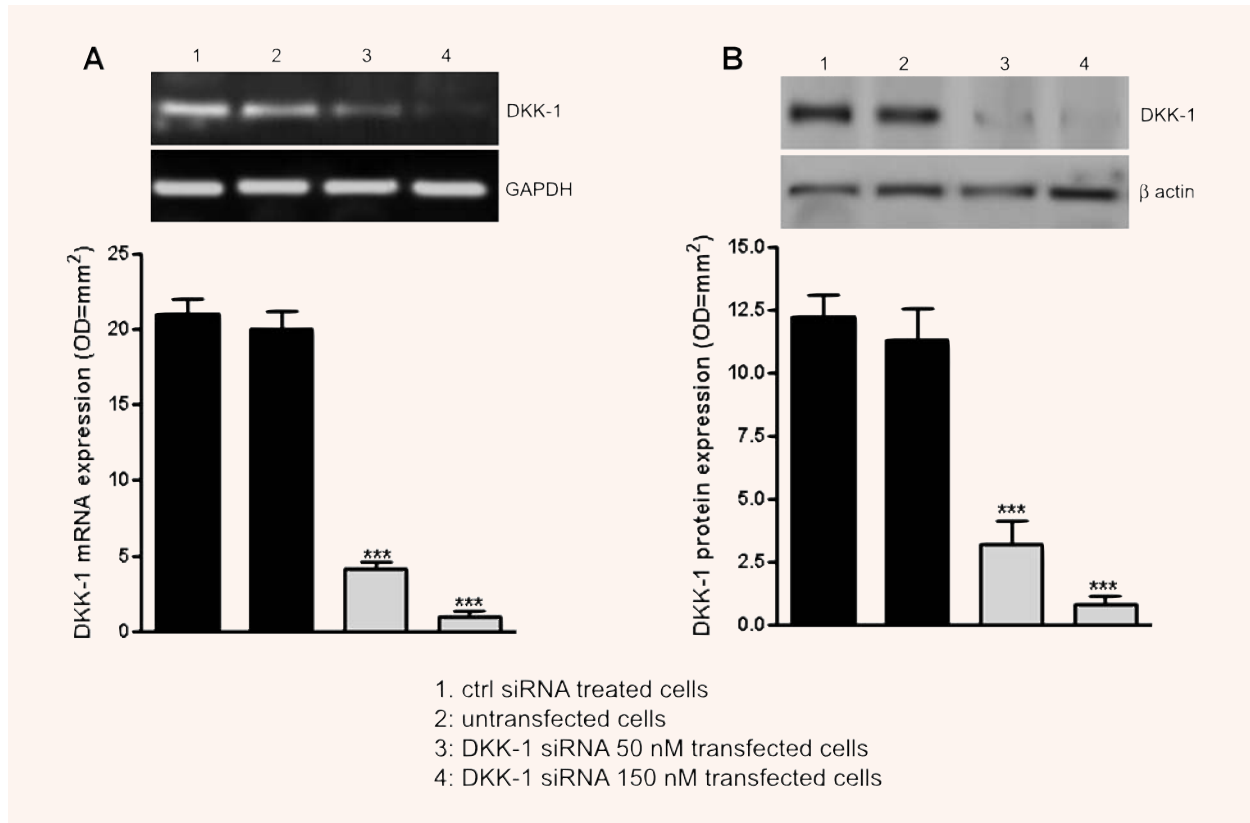 A
1 2 3 4
DKK-1
GAPDH
DKK-1 mRNA expression (OD=mm²)
25
20
15
10
5
0
***
***
B
1 2 3 4
DKK-1
β actin
DKK-1 protein expression (OD=mm²)
15.0
12.5
10.0
7.5
5.0
2.5
0.0
***
***
1. ctrl siRNA treated cells
2: untransfected cells
3: DKK-1 siRNA 50 nM transfected cells
4: DKK-1 siRNA 150 nM transfected cells